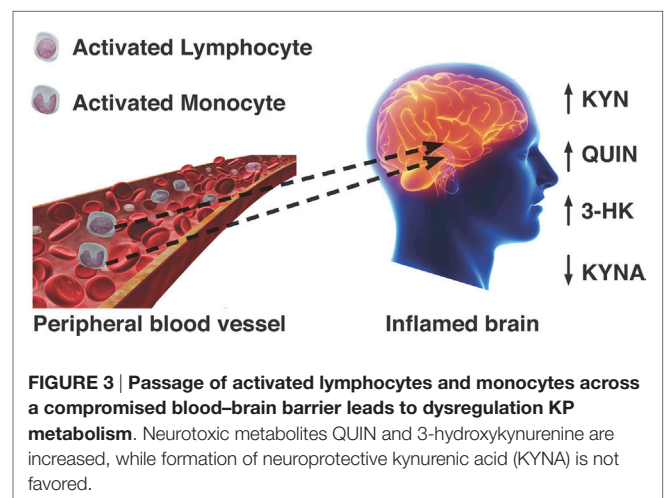 Activated Lymphocyte
Activated Monocyte
↑ KYN
↑ QUIN
↑ 3-HK
↓ KYNA
Peripheral blood vessel
Inflamed brain
FIGURE 3 | Passage of activated lymphocytes and monocytes across
a compromised blood–brain barrier leads to dysregulation KP
metabolism. Neurotoxic metabolites QUIN and 3-hydroxykynurenine are
increased, while formation of neuroprotective kynurenic acid (KYNA) is not
favored.